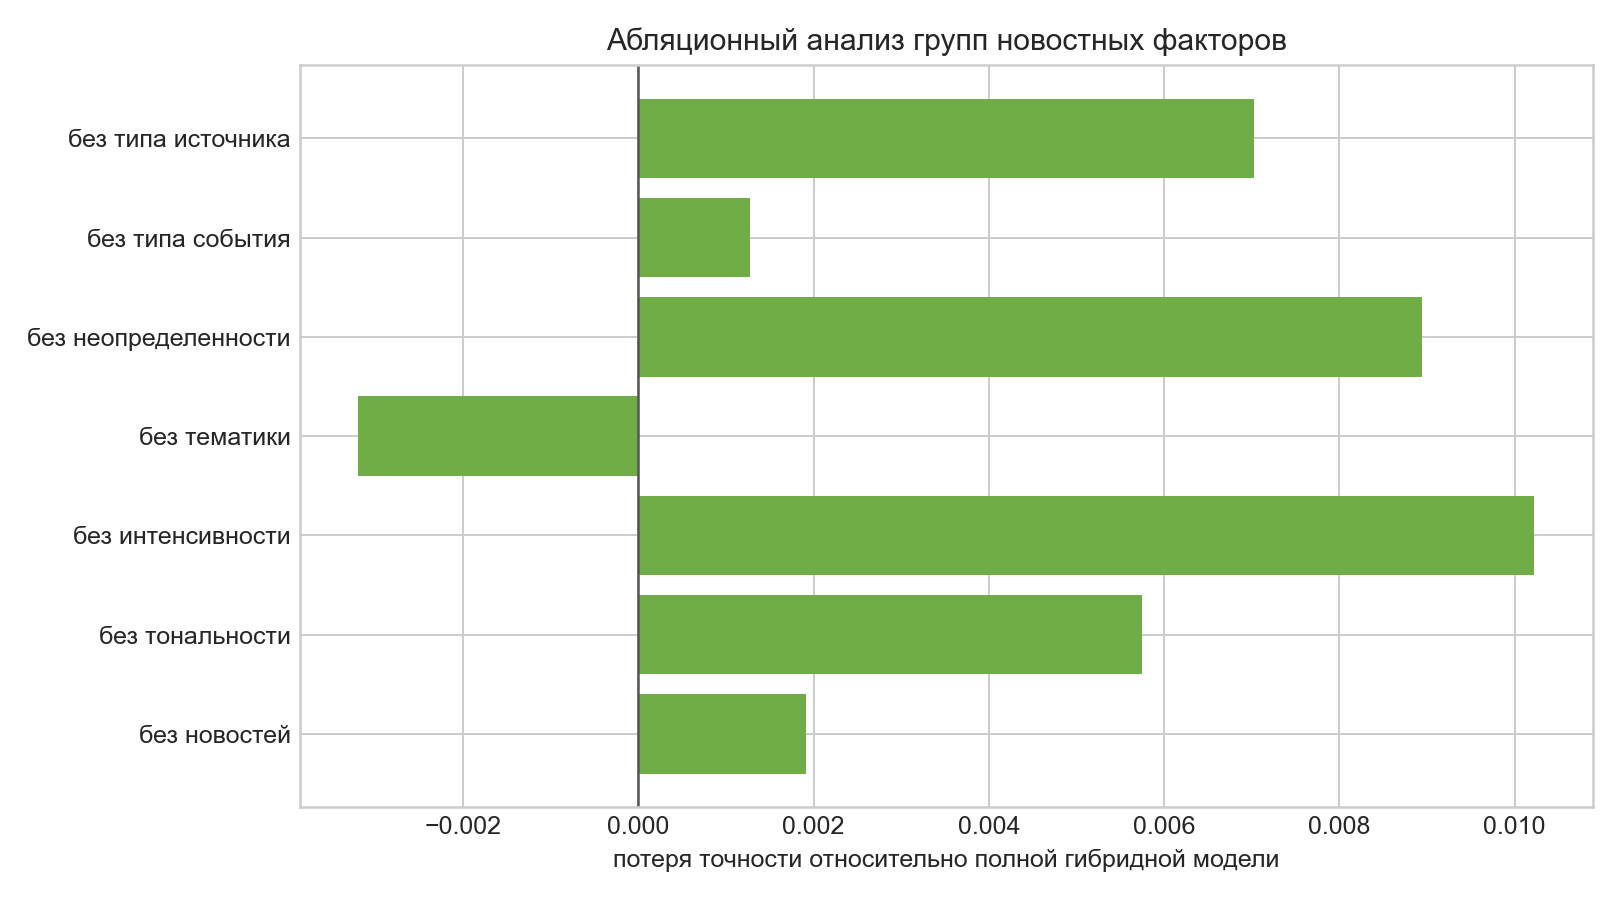 Абляционный анализ групп новостных факторов
без типа источника
без типа события
без неопределенности
без тематики
без интенсивности
без тональности
без новостей
−0.002 0.000 0.002 0.004 0.006 0.008 0.010
потеря точности относительно полной гибридной модели